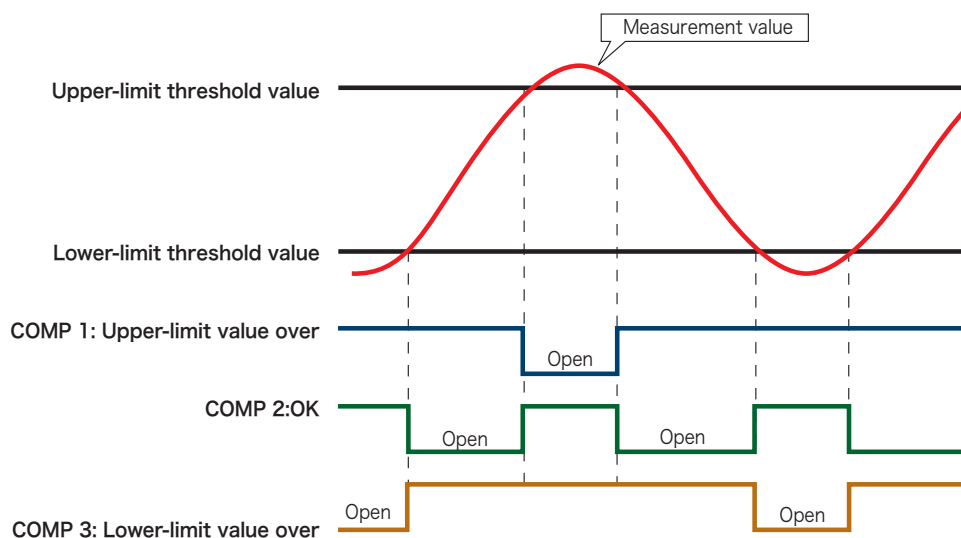 Measurement value
Upper-limit threshold value
Lower-limit threshold value
COMP 1: Upper-limit value over
Open
COMP 2:OK
Open
Open
Open
Open
COMP 3: Lower-limit value over